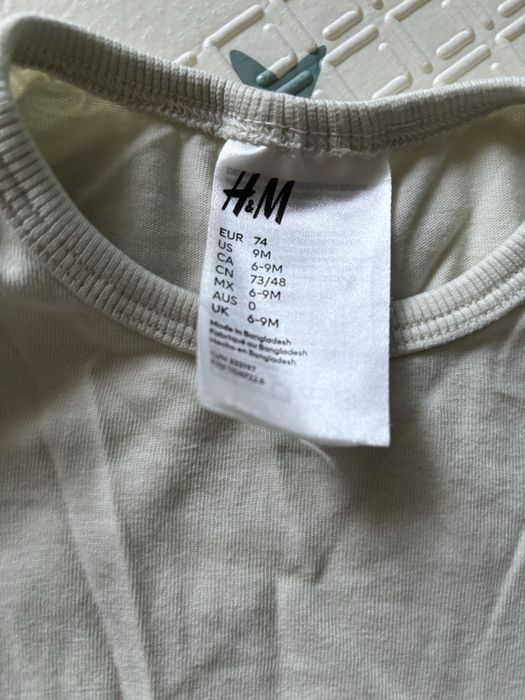 H&M
EUR 74
US 9M
CA 6-9M
CN 73/48
MX 6-9M
AUS 0
UK 6-9M
Made in Bangladesh
Fabriqué au Bangladesh
Hecho en Bangladesh